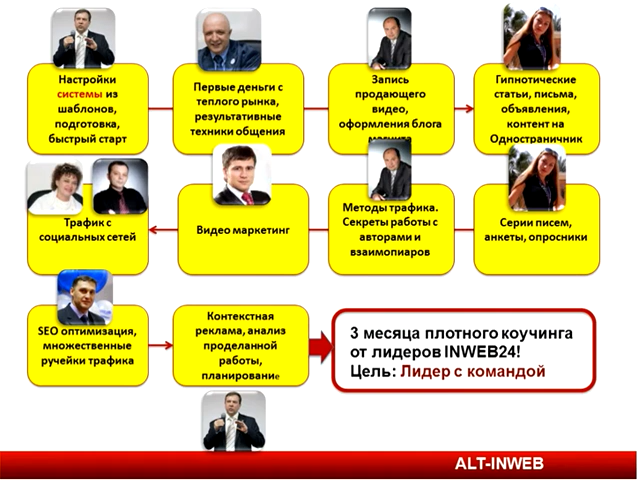 Настройки
системы из
шаблонов,
подготовка,
быстрый старт
Первые деньги с
теплого рынка,
результативные
техники общения
Запись
продающего
видео,
оформления блога
магнита
Гипнотические
статьи, письма,
объявления,
контент на
Одностраничник
Трафик с
социальных сетей
Видео маркетинг
Методы трафика.
Секреты работы с
авторами и
взаимопиаров
Серии писем,
анкеты, опросники
SEO оптимизация,
множественные
ручейки трафика
Контекстная
реклама, анализ
проделанной
работы,
планирование
3 месяца плотного коучинга
от лидеров INWEB24!
Цель: Лидер с командой
ALT-INWEB